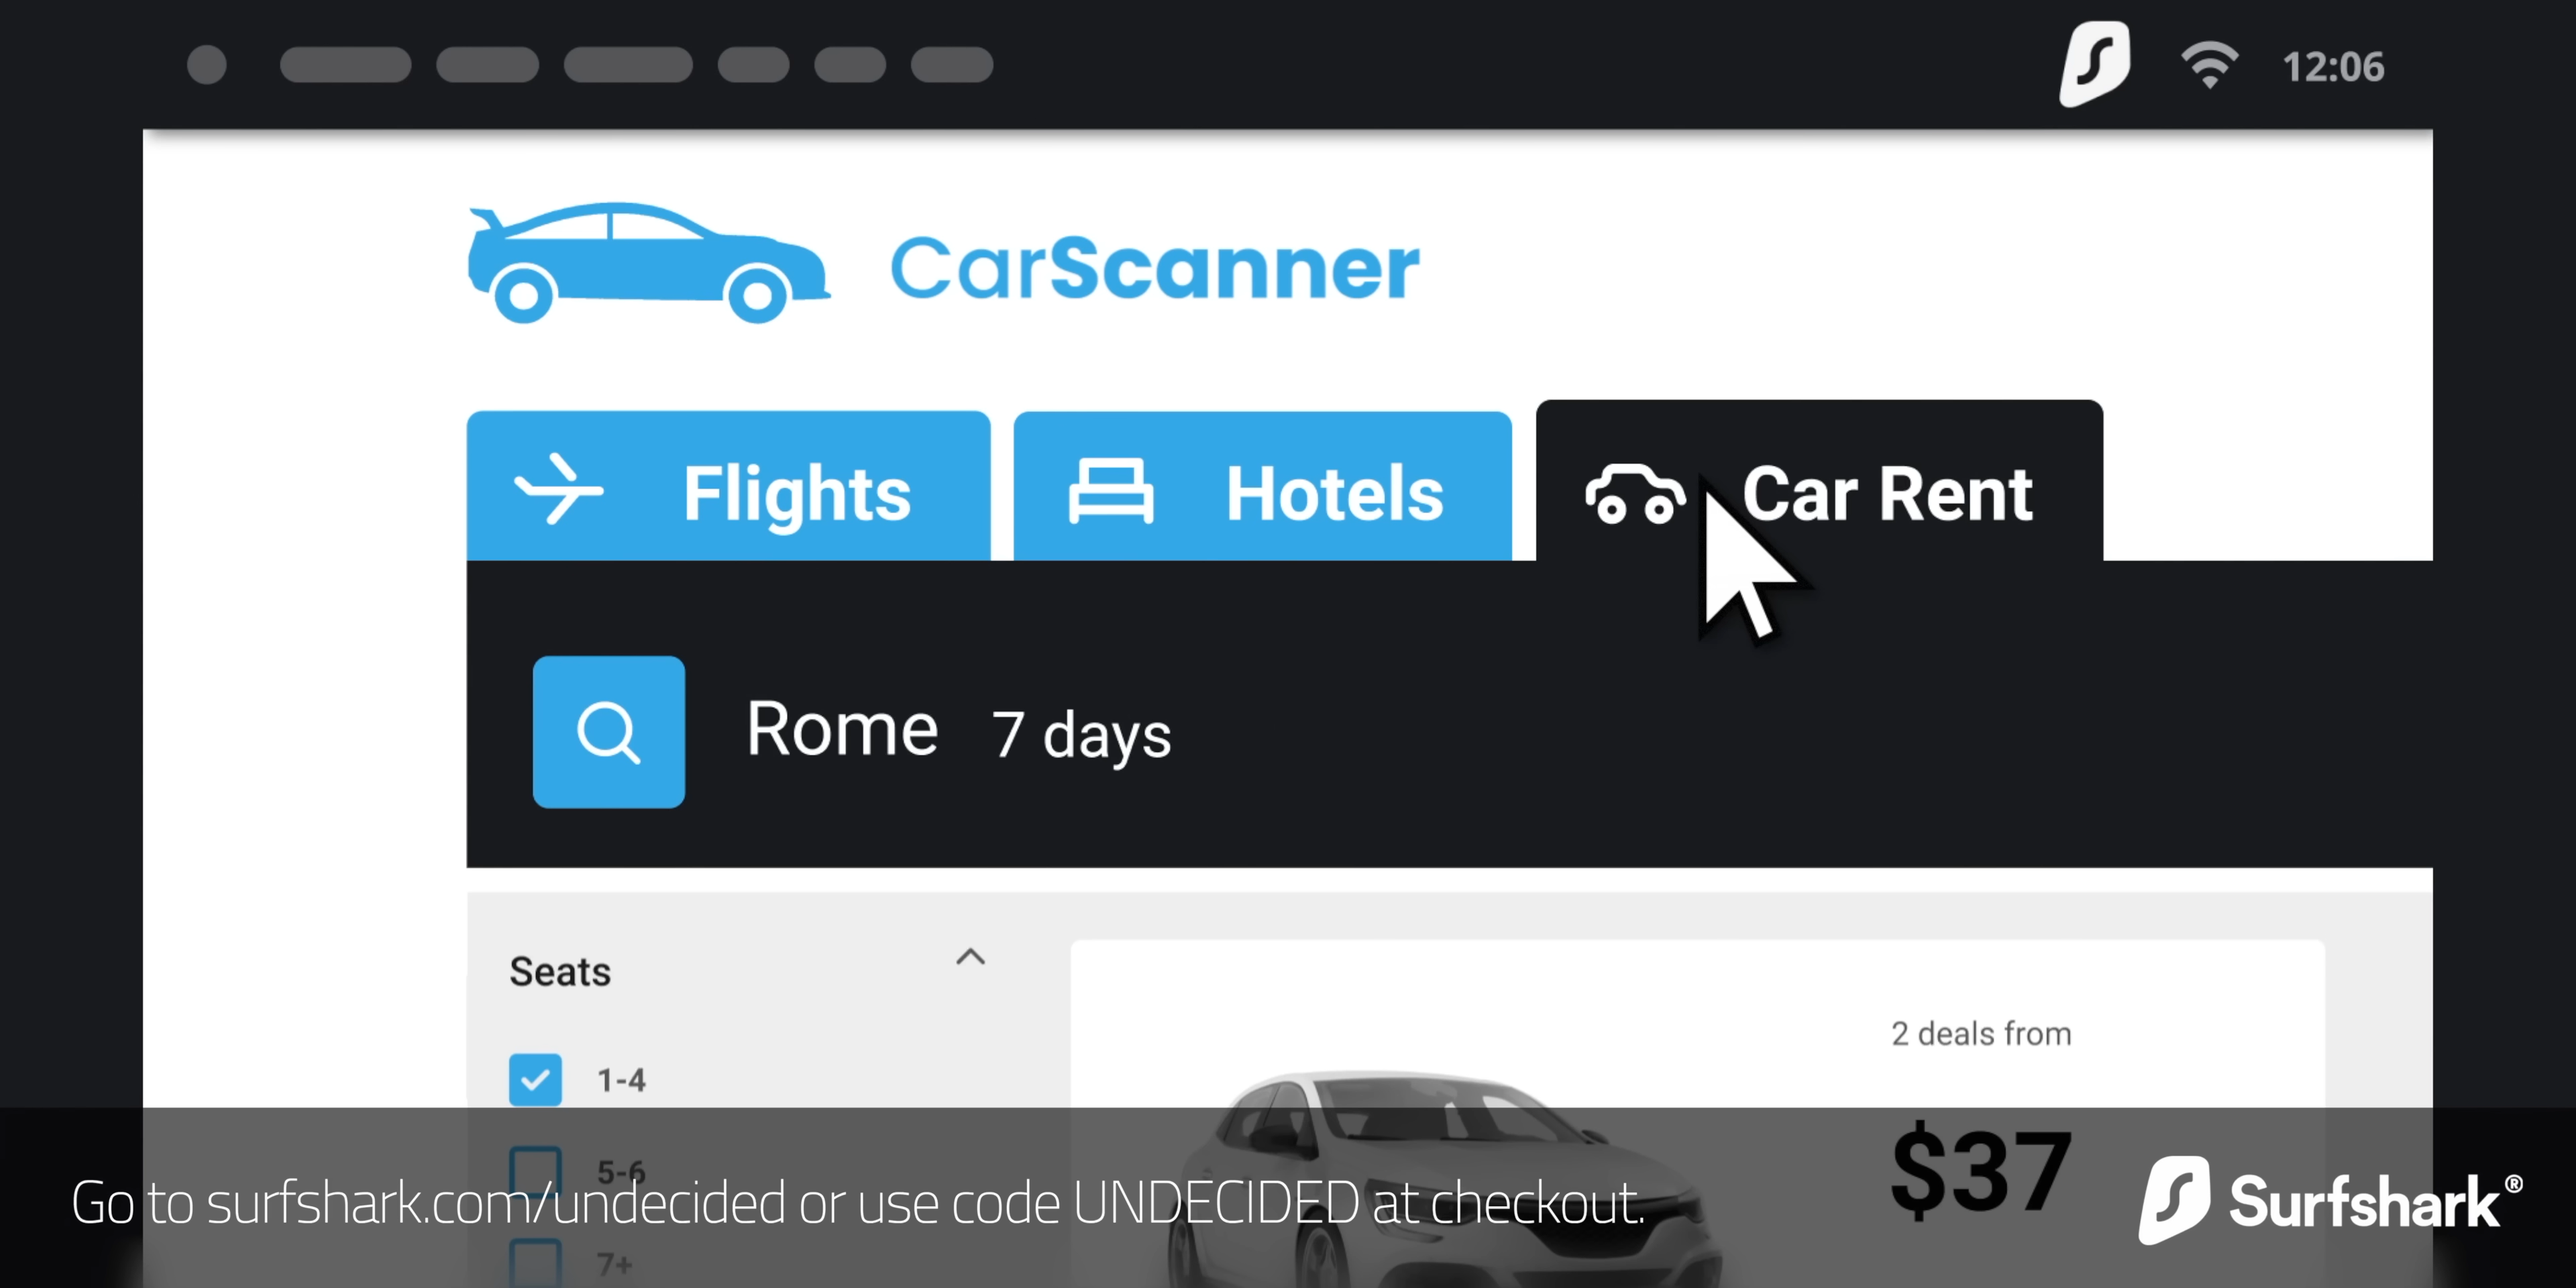 12:06
CarScanner
Flights
Hotels
Car Rent
Rome 7 days
Seats
1-4
5-6
7+
2 deals from
$37
Go to surfshark.com/undecided or use code UNDECIDED at checkout.
Surfshark®